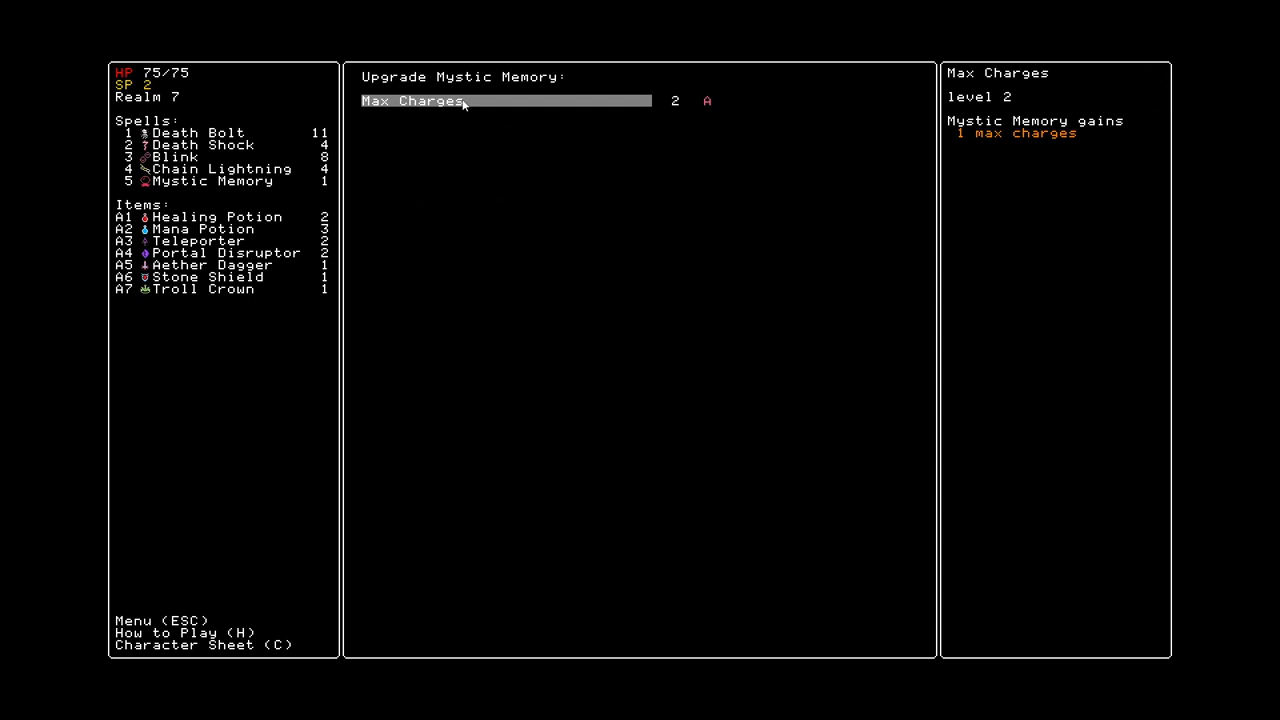 HP 75/75
SP 2
Realm 7
Spells:
1 Death Bolt 11
2 Death Shock 4
3 Blink 8
4 Chain Lightning 4
5 Mystic Memory 1
Items:
A1 Healing Potion 2
A2 Mana Potion 3
A3 Teleporter 2
A4 Portal Disruptor 2
A5 Aether Dagger 1
A6 Stone Shield 1
A7 Troll Crown 1
Menu (ESC)
How to Play (H)
Character Sheet (C)
Upgrade Mystic Memory:
Max Charges 2 A
Max Charges
level 2
Mystic Memory gains
1 max charges